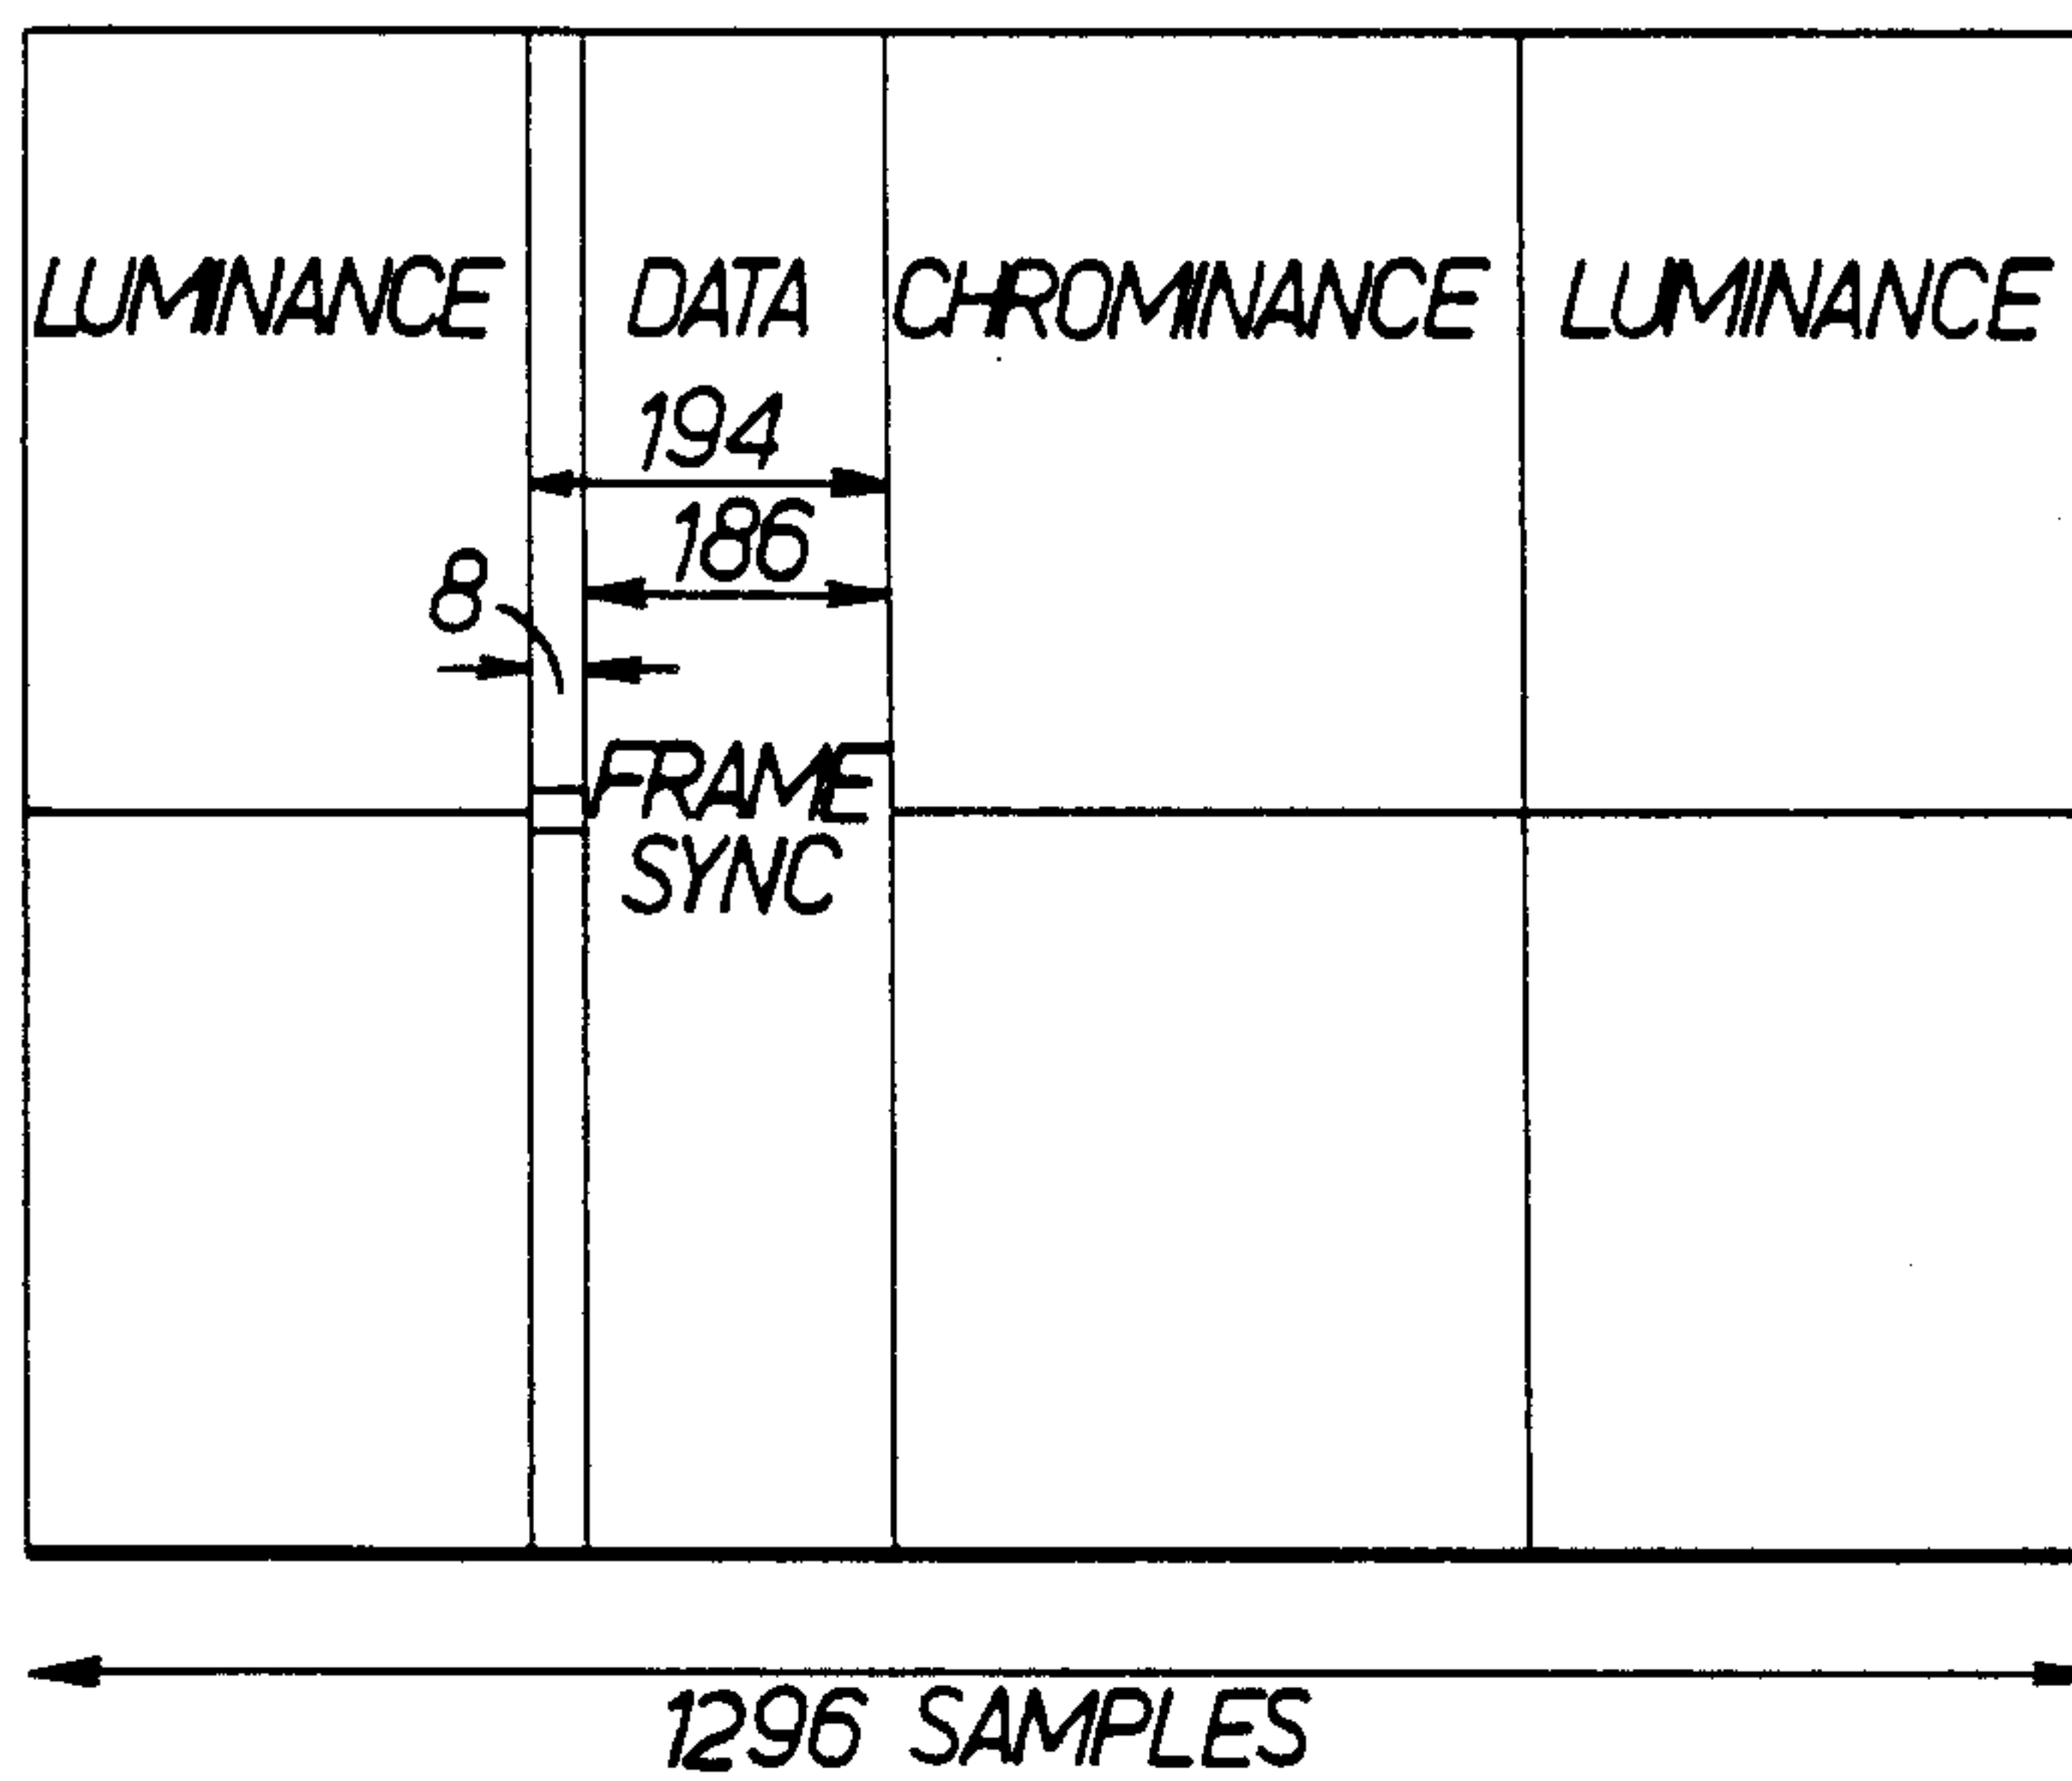 LUMINANCE DATA CHROMINANCE LUMINANCE
194
186
8
FRAME
SYNC
1296 SAMPLES